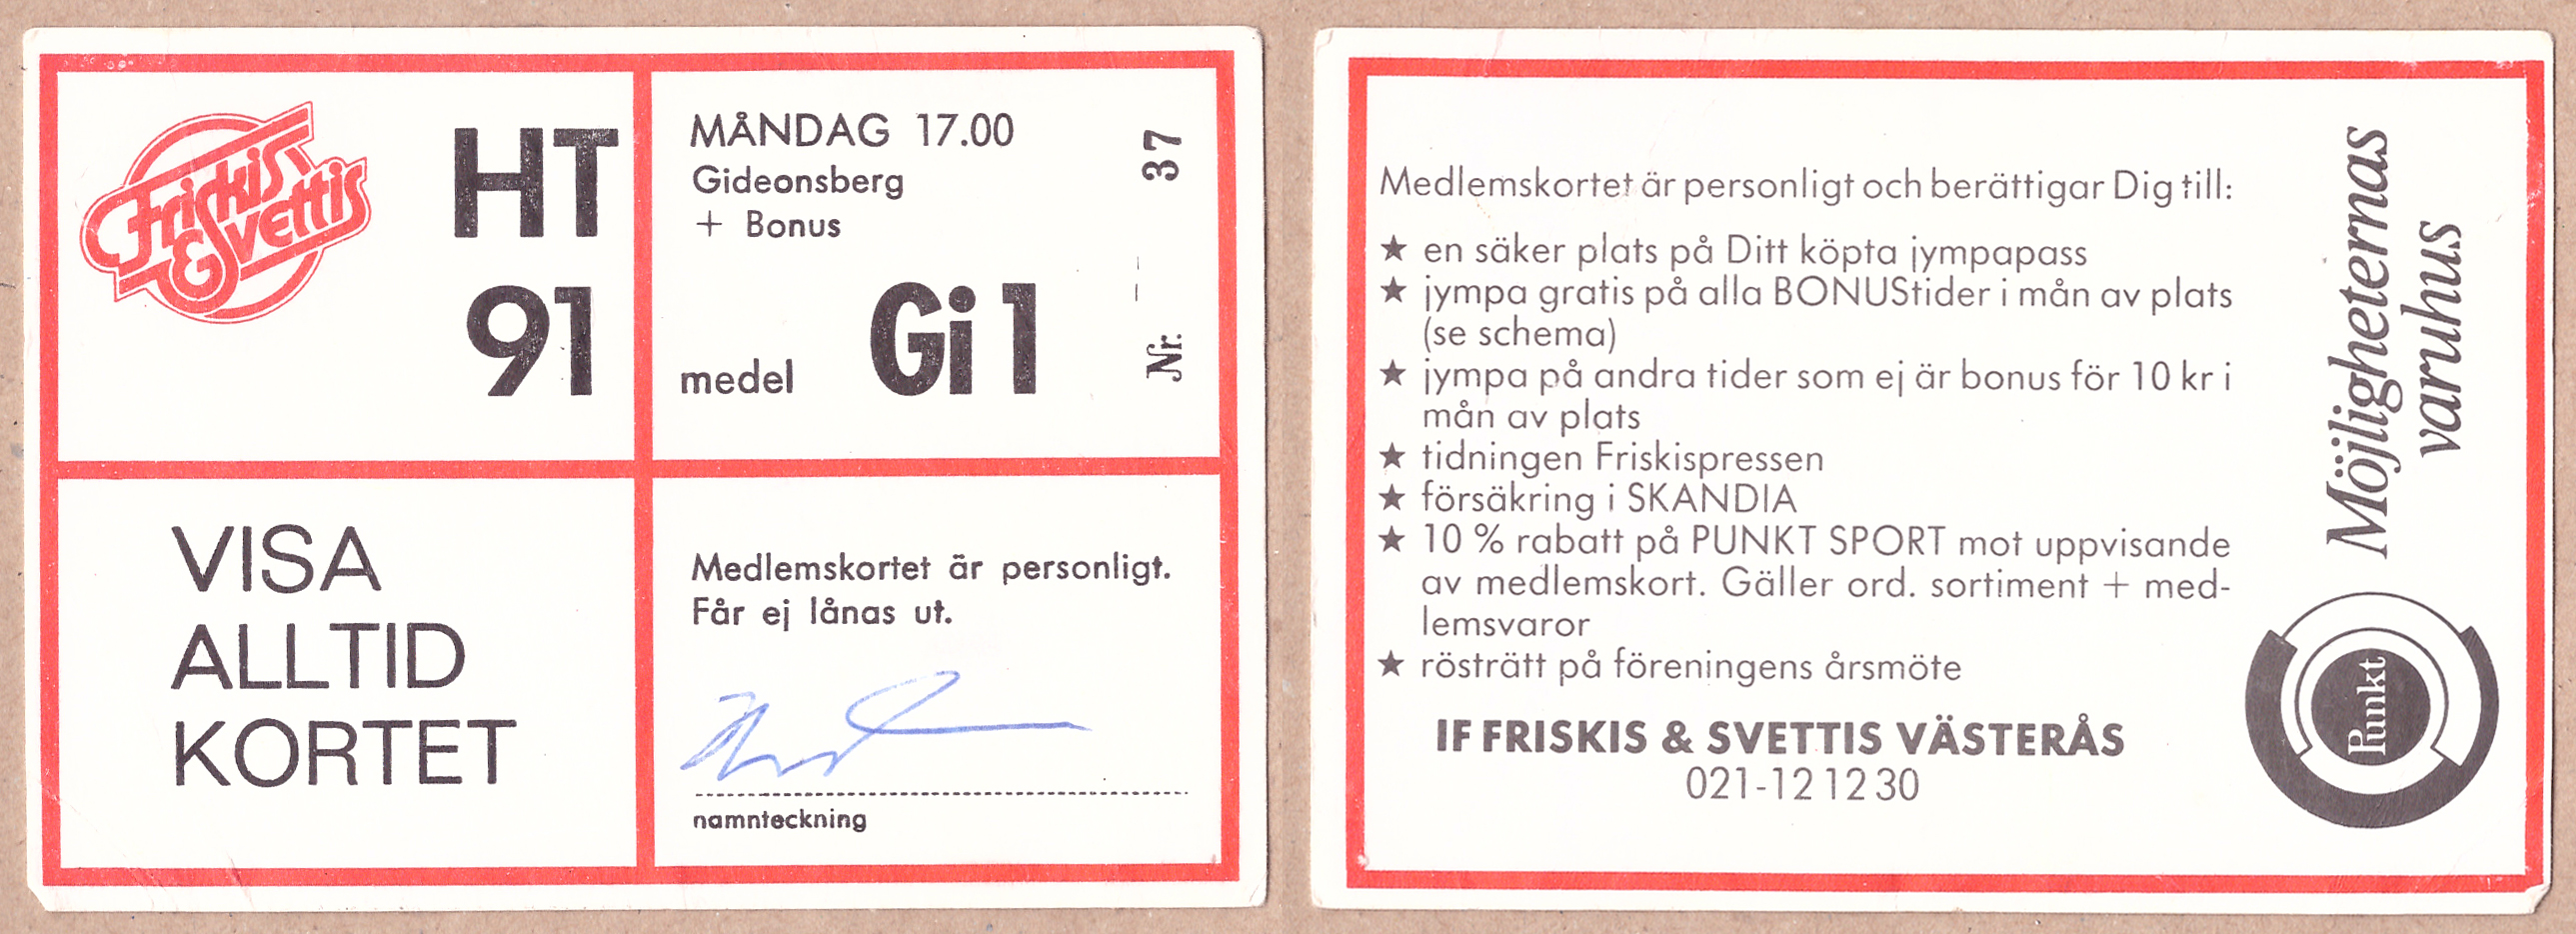 Friskis
& Svettis
HT
91
MÅNDAG 17.00
Gideonsberg
+ Bonus
medel Gi 1
Nr. 37
VISA
ALLTID
KORTET
Medlemskortet är personligt.
Får ej lånas ut.
namnteckning
Medlemskortet är personligt och berättigar Dig till:
★ en säker plats på Ditt köpta jympapass
★ jympa gratis på alla BONUStider i mån av plats
(se schema)
★ jympa på andra tider som ej är bonus för 10 kr i
mån av plats
★ tidningen Friskispressen
★ försäkring i SKANDIA
★ 10 % rabatt på PUNKT SPORT mot uppvisande
av medlemskort. Gäller ord. sortiment + med-
lemsvaror
★ rösträtt på föreningens årsmöte
IF FRISKIS & SVETTIS VÄSTERÅS
021-12 12 30
Möjligheternas
varuhus
Punkt